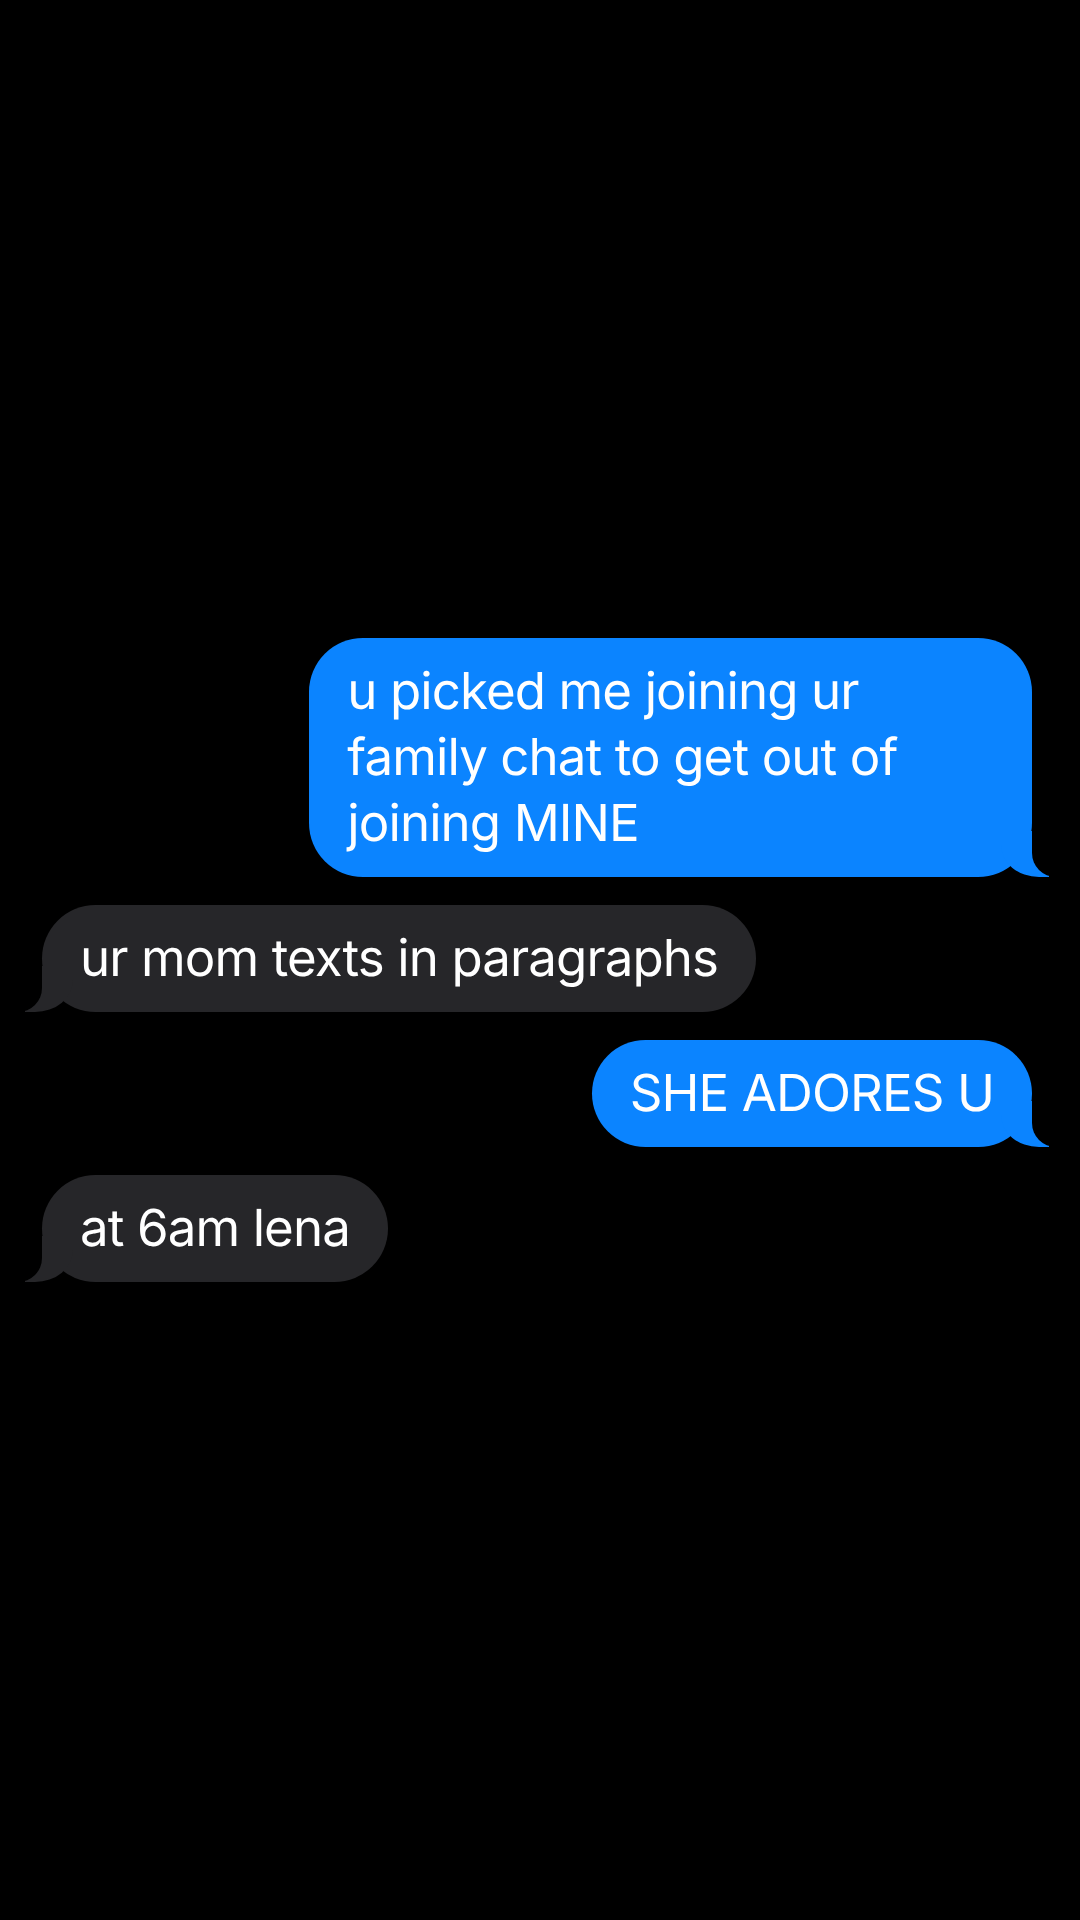 u picked me joining ur
family chat to get out of
joining MINE
ur mom texts in paragraphs
SHE ADORES U
at 6am lena